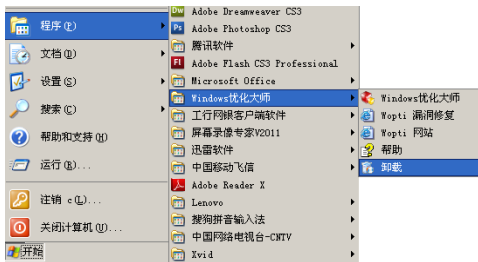 程序(P)
文档(D)
设置(S)
搜索(C)
帮助和支持(H)
运行(R)...
注销 c(L)...
关闭计算机(U)...
开始
Adobe Dreamweaver CS3
Adobe Photoshop CS3
腾讯软件
Adobe Flash CS3 Professional
Microsoft Office
Windows优化大师
工行网银客户端软件
屏幕录像专家V2011
迅雷软件
中国移动飞信
Adobe Reader X
Lenovo
搜狗拼音输入法
中国网络电视台-CNTV
Xvid
Windows优化大师
Wopti 漏洞修复
Wopti 网站
帮助
卸载